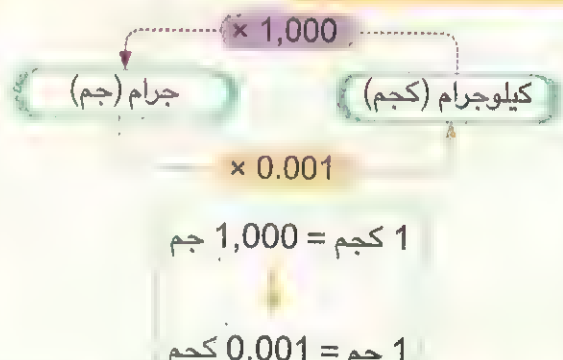 × 1,000
كيلوجرام (كجم)
جرام (جم)
× 0.001
1 كجم = 1,000 جم
1 جم = 0.001 كجم